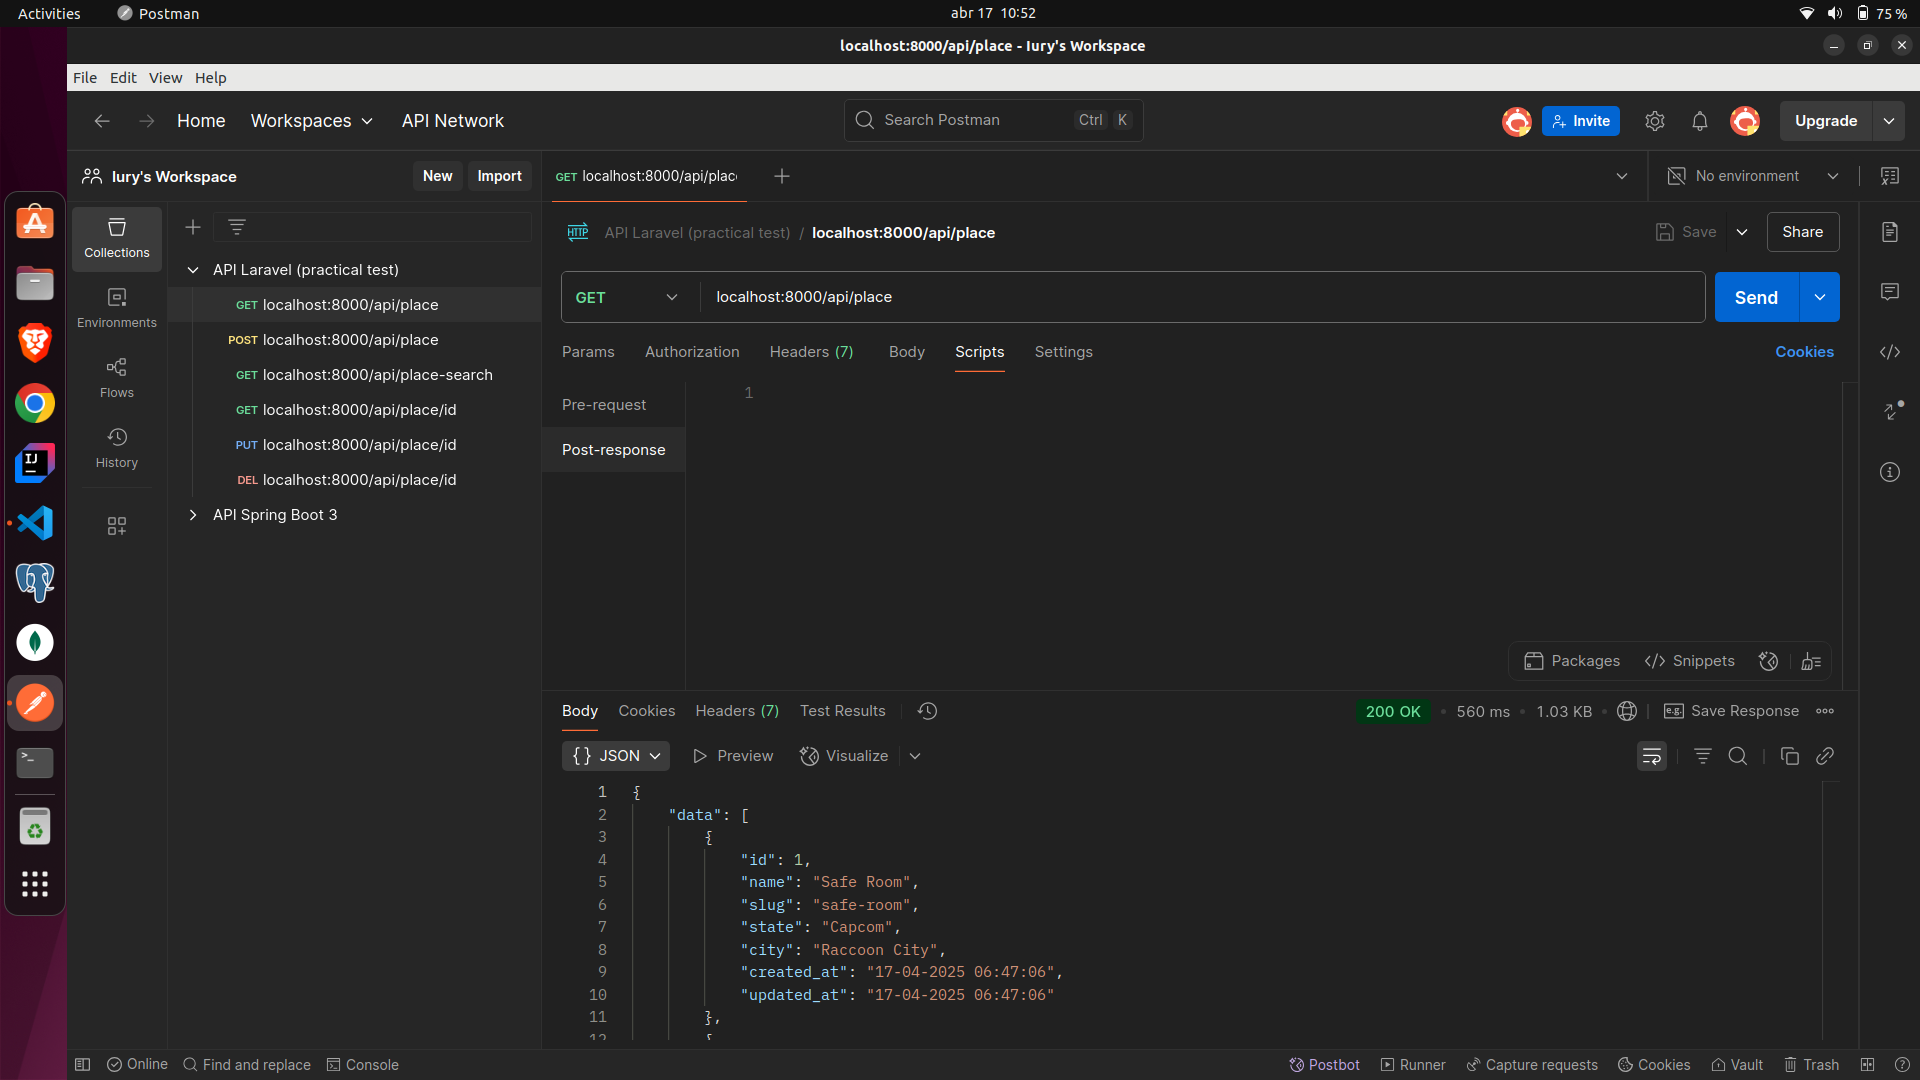 Activities Postman abr 17 10:52 75 %
localhost:8000/api/place - Iury's Workspace
File Edit View Help
Home Workspaces API Network Search Postman Ctrl K Invite Upgrade
Iury's Workspace New Import GET localhost:8000/api/plac No environment
Collections
Environments
Flows
History
API Laravel (practical test)
GET localhost:8000/api/place
POST localhost:8000/api/place
GET localhost:8000/api/place-search
GET localhost:8000/api/place/id
PUT localhost:8000/api/place/id
DEL localhost:8000/api/place/id
API Spring Boot 3
HTTP API Laravel (practical test) / localhost:8000/api/place Save Share
GET localhost:8000/api/place Send
Params Authorization Headers (7) Body Scripts Settings Cookies
Pre-request
Post-response
1
Packages </> Snippets
Body Cookies Headers (7) Test Results 200 OK 560 ms 1.03 KB e.g. Save Response
{} JSON Preview Visualize
1 {
2 "data": [
3 {
4 "id": 1,
5 "name": "Safe Room",
6 "slug": "safe-room",
7 "state": "Capcom",
8 "city": "Raccoon City",
9 "created_at": "17-04-2025 06:47:06",
10 "updated_at": "17-04-2025 06:47:06"
11 },
12 {
Online Find and replace Console Postbot Runner Capture requests Cookies Vault Trash